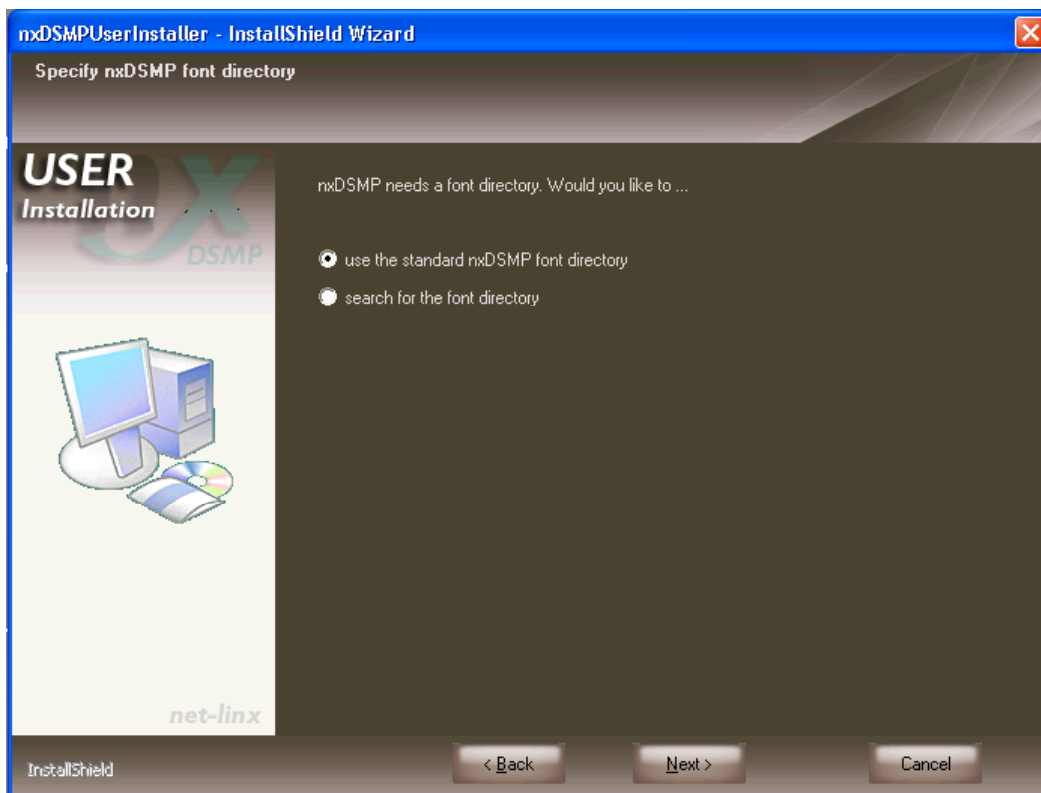 nxDSMPUserInstaller - InstallShield Wizard
Specify nxDSMP font directory
USER
Installation
DSMP
nxDSMP needs a font directory. Would you like to ...
use the standard nxDSMP font directory
search for the font directory
net-linx
InstallShield
< Back
Next >
Cancel